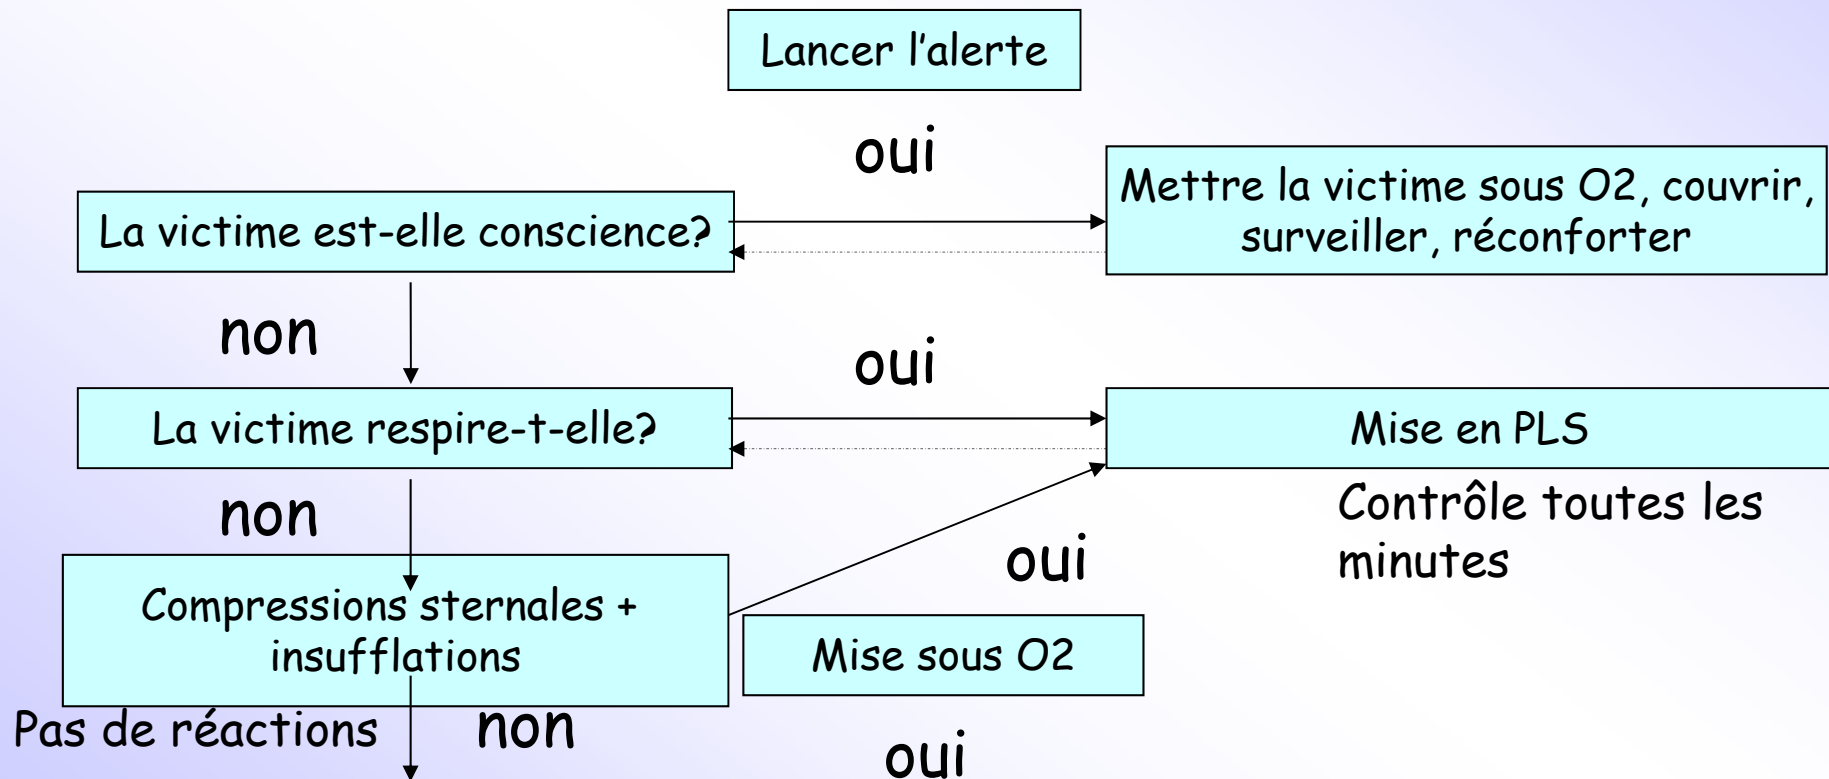 Lancer l'alerte
oui
Mettre la victime sous O2, couvrir,
surveiller, réconforter
La victime est-elle conscience?
non
oui
La victime respire-t-elle?
Mise en PLS
Contrôle toutes les
minutes
non
oui
Compressions sternales +
insufflations
Mise sous O2
Pas de réactions
non
oui